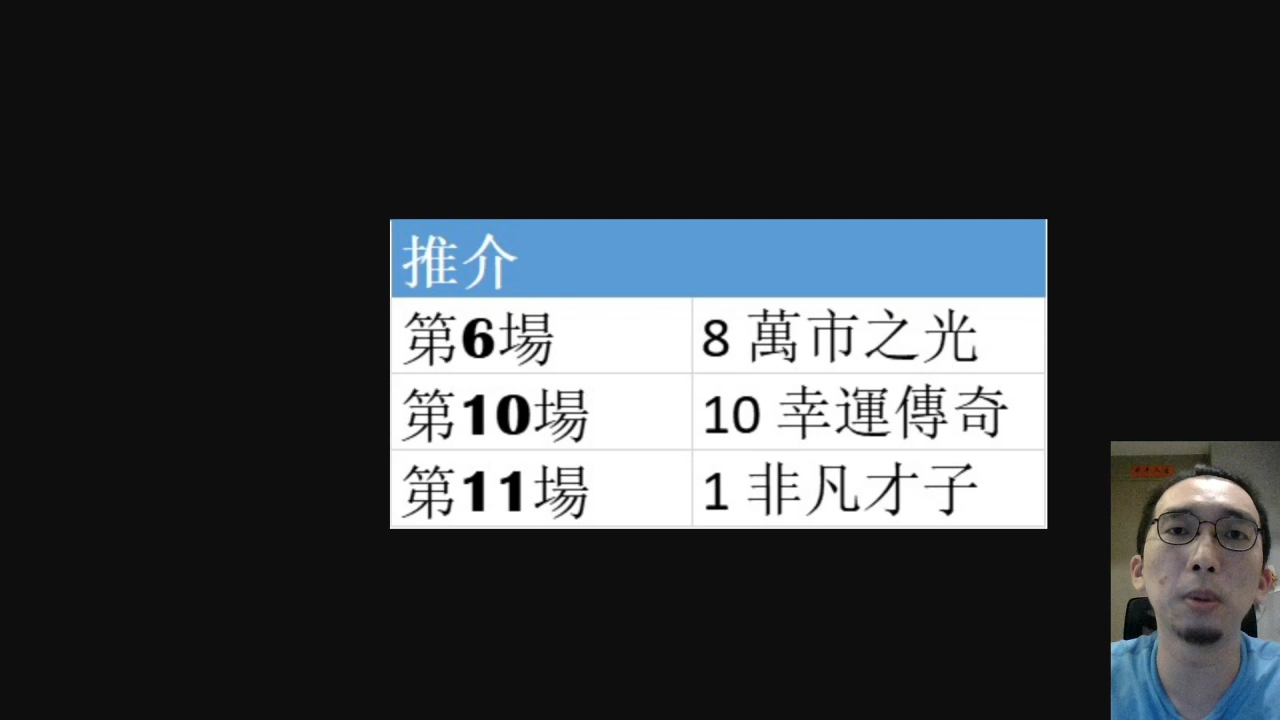 推介
第6場 8 萬市之光
第10場 10 幸運傳奇
第11場 1 非凡才子